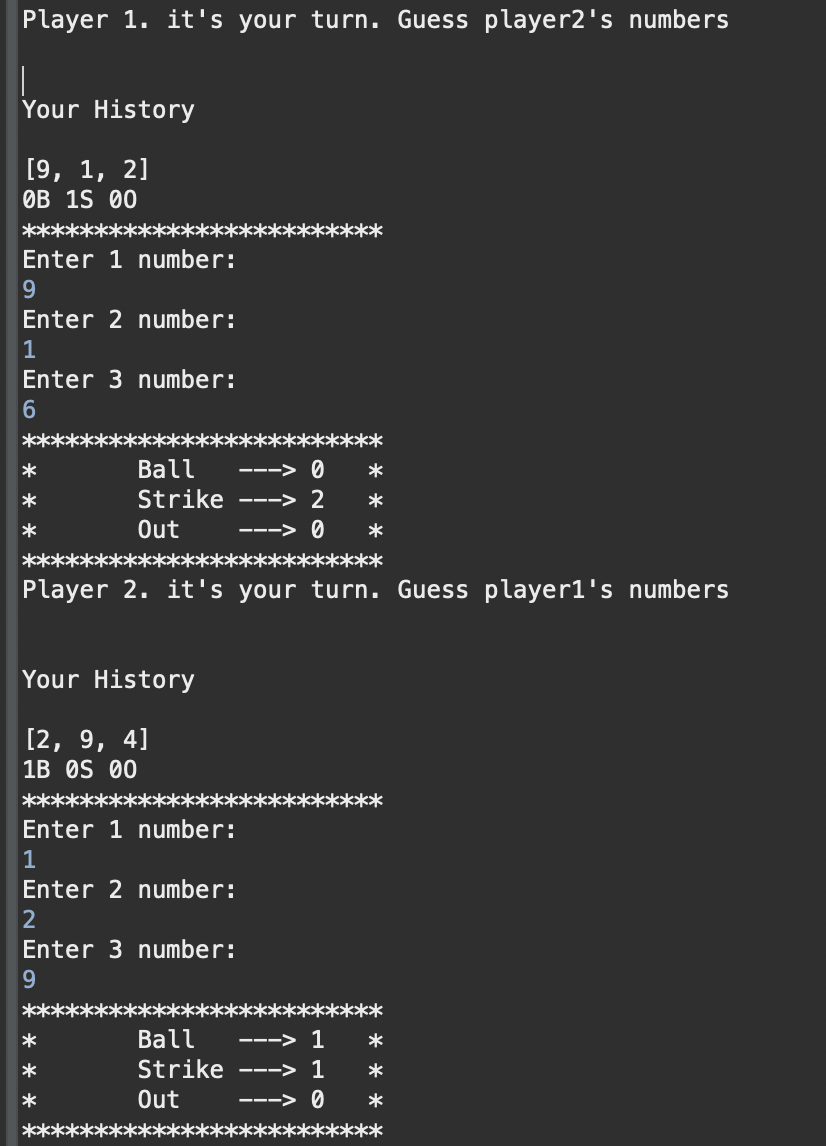 Player 1. it's your turn. Guess player2's numbers
Your History
[9, 1, 2]
0B 1S 0O
*************************
Enter 1 number:
9
Enter 2 number:
1
Enter 3 number:
6
*************************
*       Ball   ---> 0   *
*       Strike ---> 2   *
*       Out    ---> 0   *
*************************
Player 2. it's your turn. Guess player1's numbers
Your History
[2, 9, 4]
1B 0S 0O
*************************
Enter 1 number:
1
Enter 2 number:
2
Enter 3 number:
9
*************************
*       Ball   ---> 1   *
*       Strike ---> 1   *
*       Out    ---> 0   *
*************************